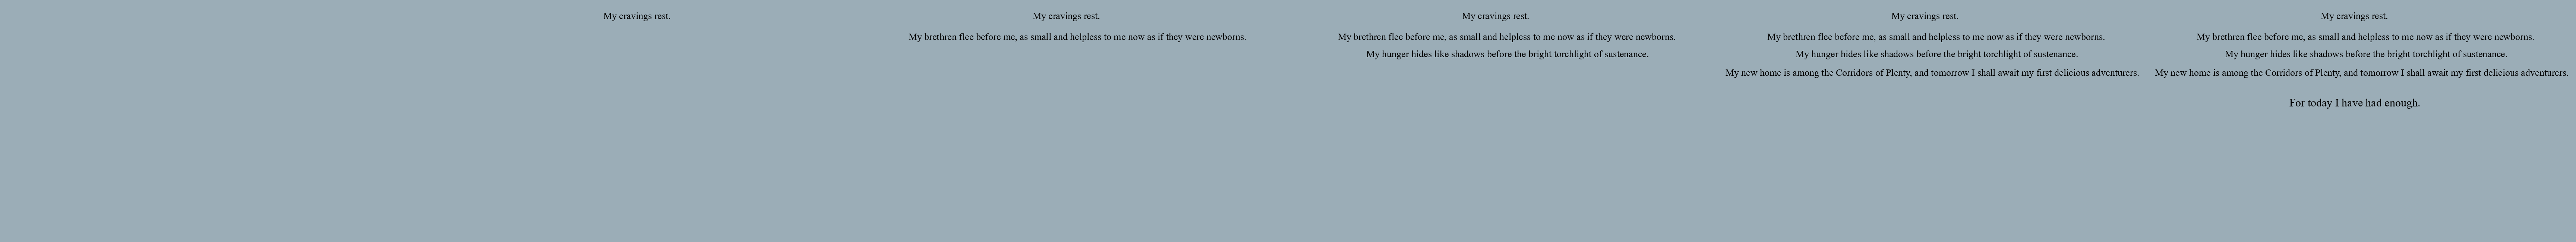 My cravings rest.
My cravings rest.
My brethren flee before me, as small and helpless to me now as if they were newborns.
My cravings rest.
My brethren flee before me, as small and helpless to me now as if they were newborns.
My hunger hides like shadows before the bright torchlight of sustenance.
My cravings rest.
My brethren flee before me, as small and helpless to me now as if they were newborns.
My hunger hides like shadows before the bright torchlight of sustenance.
My new home is among the Corridors of Plenty, and tomorrow I shall await my first delicious adventurers.
My cravings rest.
My brethren flee before me, as small and helpless to me now as if they were newborns.
My hunger hides like shadows before the bright torchlight of sustenance.
My new home is among the Corridors of Plenty, and tomorrow I shall await my first delicious adventurers.
For today I have had enough.